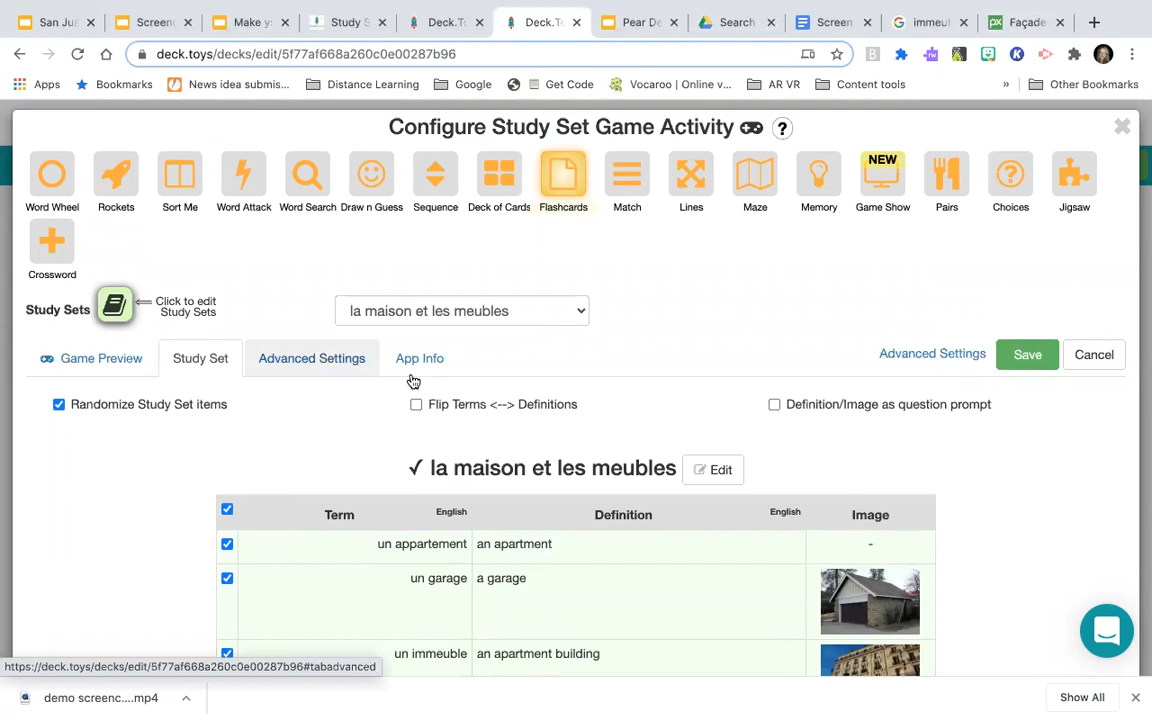 San Jua
Screenc
Make y
Study S
Deck.To
Deck.To
Pear De
Search
Screen
immeu
Façade
deck.toys/decks/edit/5f77af668a260c0e00287b96
Apps Bookmarks News idea submis... Distance Learning Google Get Code Vocaroo | Online v... AR VR Content tools » Other Bookmarks
Configure Study Set Game Activity ?
NEW
Word Wheel Rockets Sort Me Word Attack Word Search Draw n Guess Sequence Deck of Cards Flashcards Match Lines Maze Memory Game Show Pairs Choices Jigsaw
Crossword
Study Sets Click to edit
Study Sets
la maison et les meubles
Game Preview Study Set Advanced Settings App Info Advanced Settings Save Cancel
Randomize Study Set items Flip Terms <--> Definitions Definition/Image as question prompt
✓ la maison et les meubles Edit
Term English Definition English Image
un appartement an apartment -
un garage a garage
un immeuble an apartment building
https://deck.toys/decks/edit/5f77af668a260c0e00287b96#tabadvanced
demo screenc....mp4 Show All